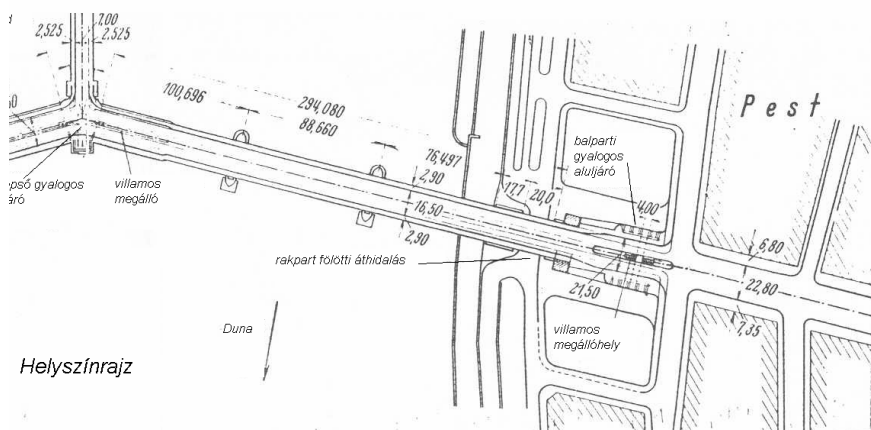 7,00
2,525
2,525
100,696
294,080
88,660
76,497
2,90
16,50
2,90
17,7
20,0
4,00
balparti
gyalogos
aluljáró
Pest
gyalogos
villamos
megálló
rakpart fölötti áthidalás
21,50
6,80
22,80
7,35
villamos
megállóhely
Duna
Helyszínrajz